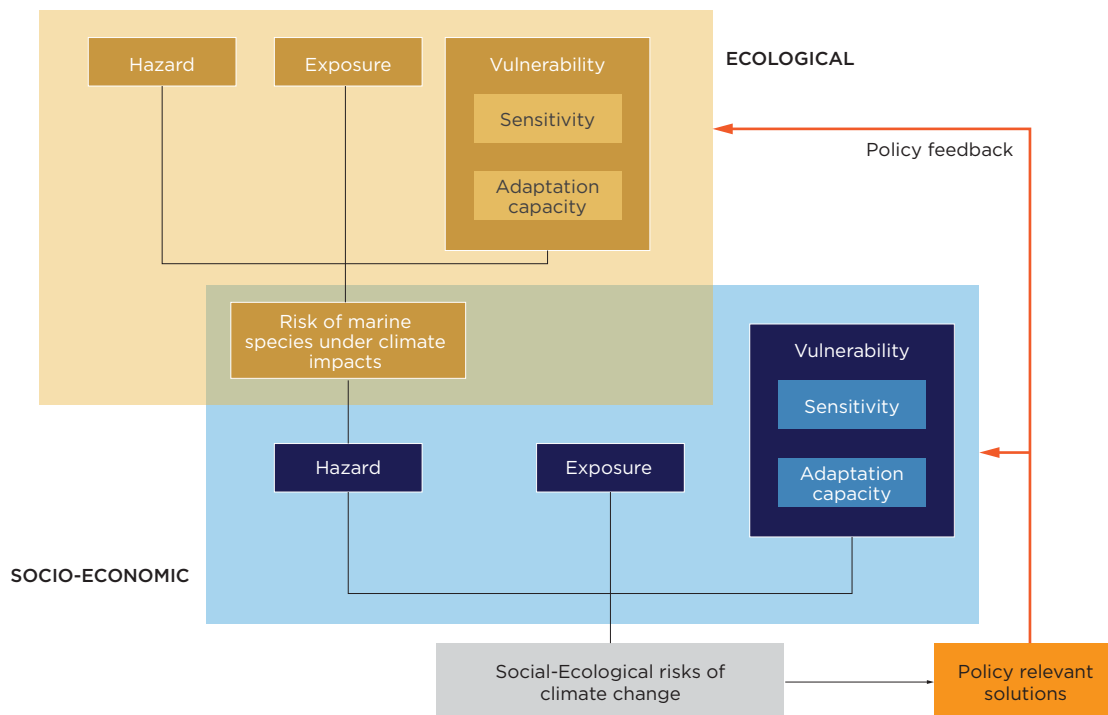 Hazard
Exposure
Vulnerability
ECOLOGICAL
Sensitivity
Adaptation
capacity
Policy feedback
Risk of marine
species under climate
impacts
Vulnerability
Sensitivity
Hazard
Exposure
Adaptation
capacity
SOCIO-ECONOMIC
Social-Ecological risks of
climate change
Policy relevant
solutions